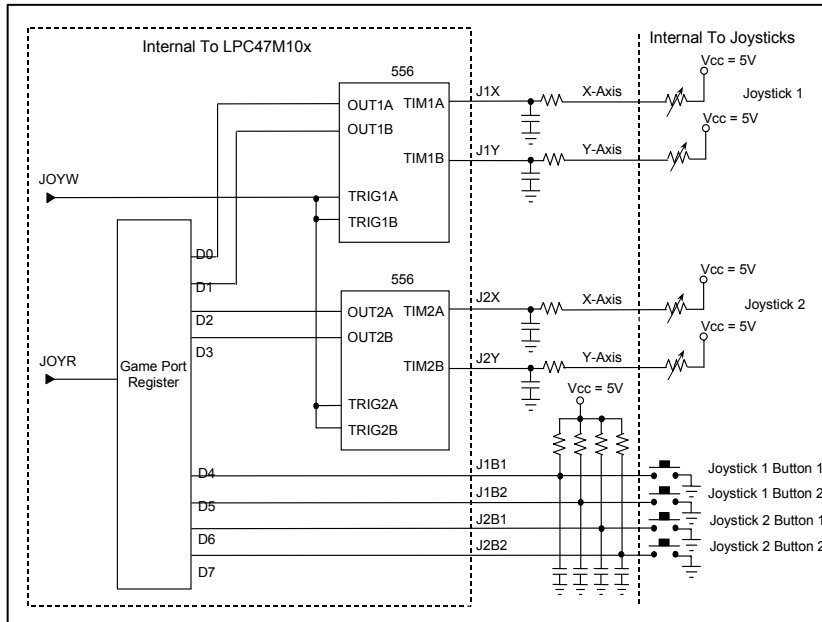 Internal To LPC47M10x
Internal To Joysticks
556
Vcc = 5V
OUT1A TIM1A
J1X
X-Axis
Joystick 1
OUT1B
Vcc = 5V
TIM1B
J1Y
Y-Axis
JOYW
TRIG1A
TRIG1B
D0
556
D1
Vcc = 5V
D2
OUT2A TIM2A
J2X
X-Axis
Joystick 2
OUT2B
Vcc = 5V
D3
JOYR
Game Port
Register
TIM2B
J2Y
Y-Axis
Vcc = 5V
TRIG2A
TRIG2B
D4
J1B1
Joystick 1 Button 1
D5
J1B2
Joystick 1 Button 2
D6
J2B1
Joystick 2 Button 1
D7
J2B2
Joystick 2 Button 2